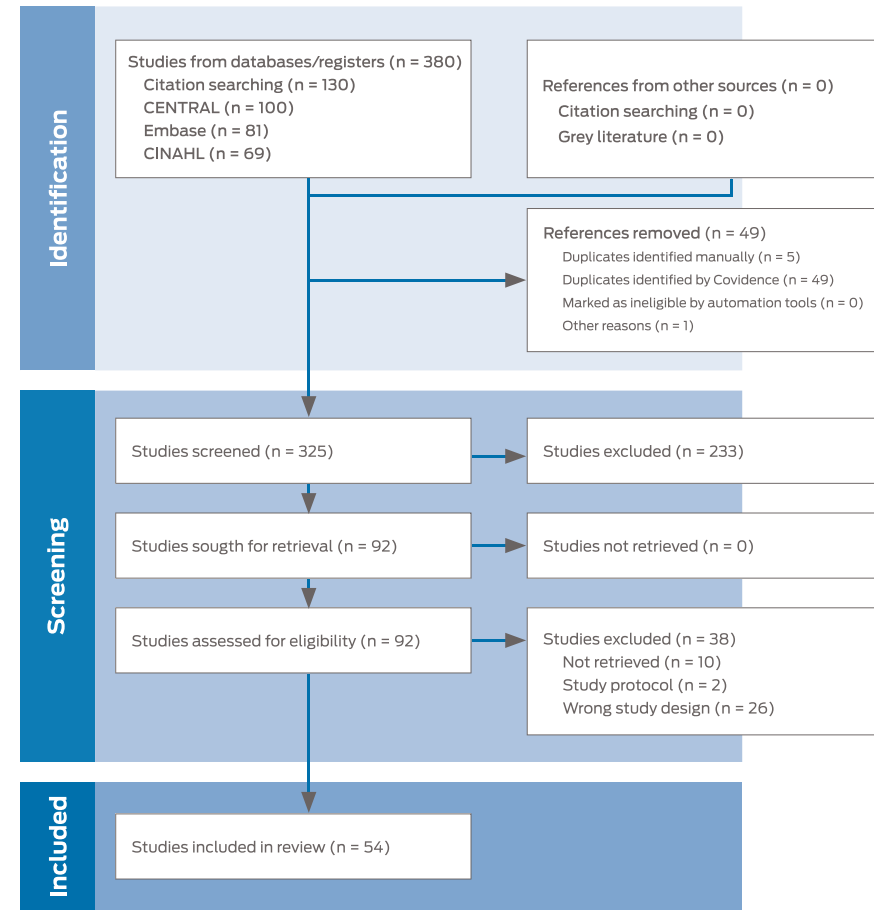 Identification
Studies from databases/registers (n = 380)
Citation searching (n = 130)
CENTRAL (n = 100)
Embase (n = 81)
CINAHL (n = 69)
References from other sources (n = 0)
Citation searching (n = 0)
Grey literature (n = 0)
References removed (n = 49)
Duplicates identified manually (n = 5)
Duplicates identified by Covidence (n = 49)
Marked as ineligible by automation tools (n = 0)
Other reasons (n = 1)
Screening
Studies screened (n = 325)
Studies excluded (n = 233)
Studies sougth for retrieval (n = 92)
Studies not retrieved (n = 0)
Studies assessed for eligibility (n = 92)
Studies excluded (n = 38)
Not retrieved (n = 10)
Study protocol (n = 2)
Wrong study design (n = 26)
Included
Studies included in review (n = 54)